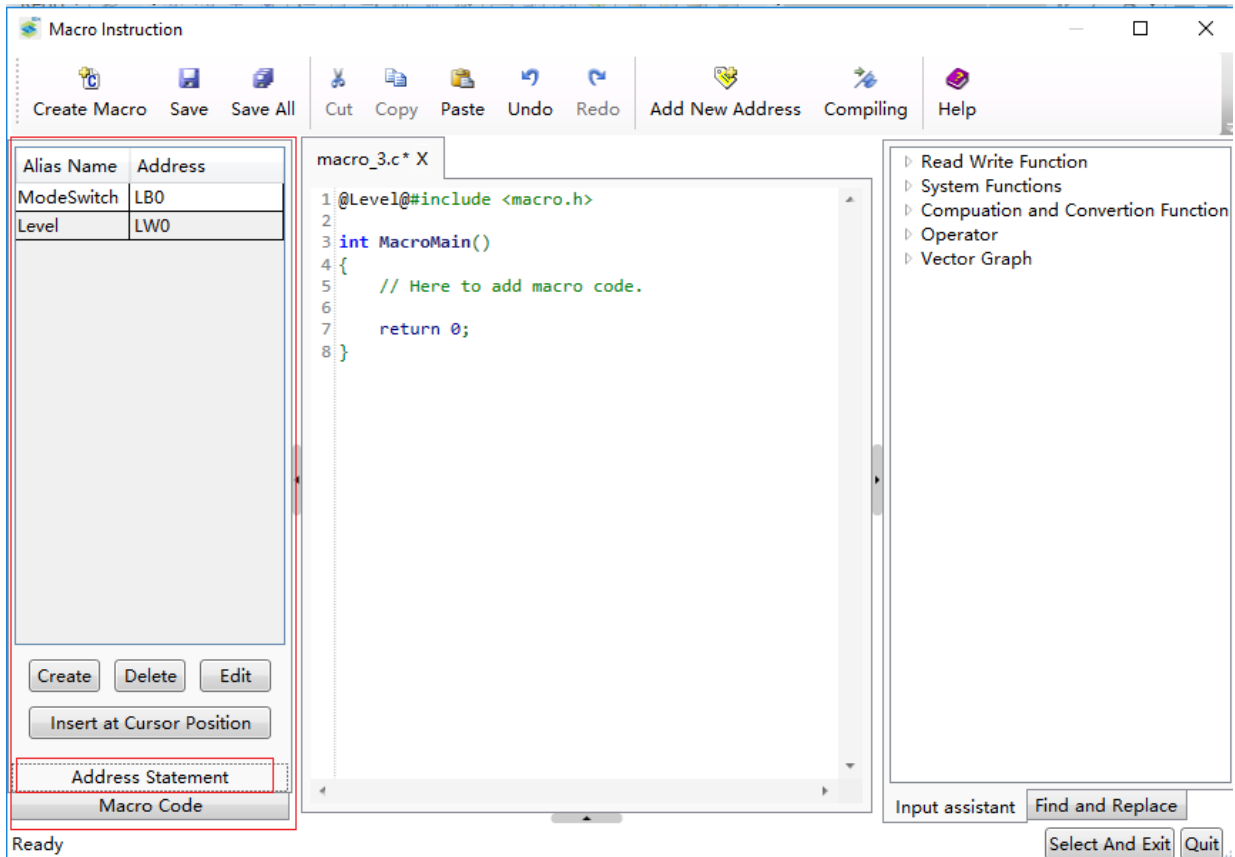 Macro Instruction
Create Macro Save Save All Cut Copy Paste Undo Redo Add New Address Compiling Help
Alias Name Address
ModeSwitch LB0
Level LW0
Create Delete Edit
Insert at Cursor Position
Address Statement
Macro Code
macro_3.c* X
1 @Level@#include <macro.h>
2
3 int MacroMain()
4 {
5 // Here to add macro code.
6
7 return 0;
8 }
Read Write Function
System Functions
Compuation and Convertion Function
Operator
Vector Graph
Input assistant Find and Replace
Ready
Select And Exit Quit